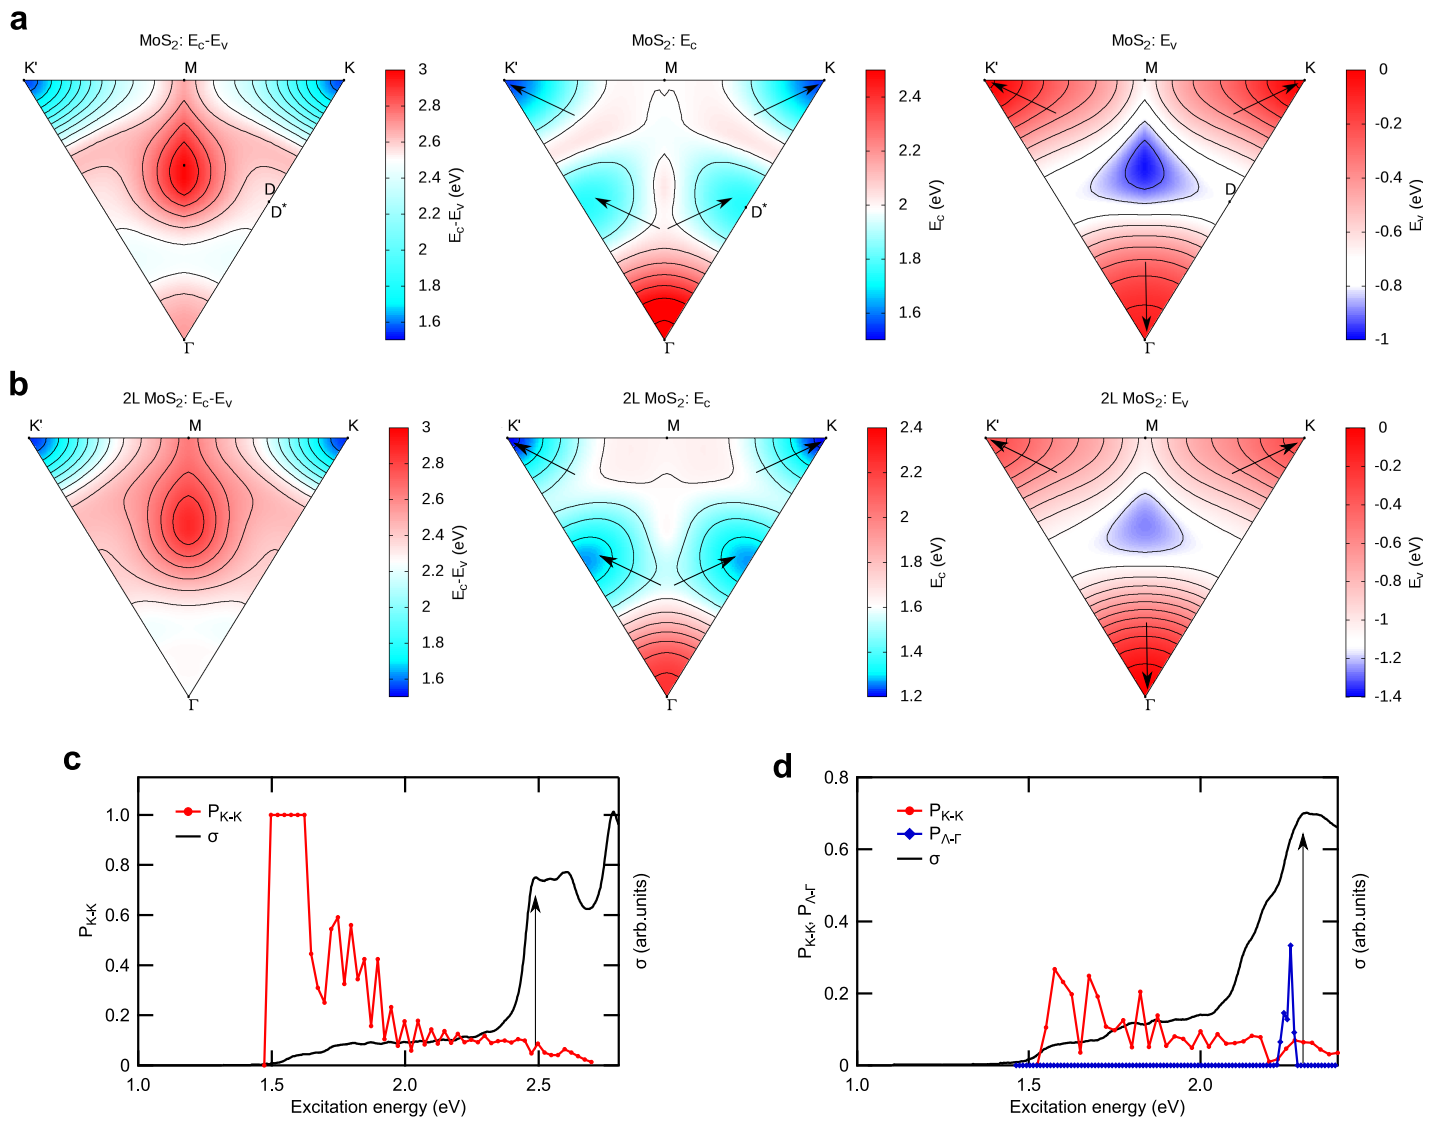 a
MoS2: Ec-Ev
K'
M
K
D
D*
Γ
3
2.8
2.6
2.4
2.2
2
1.8
1.6
Ec-Ev (eV)
MoS2: Ec
K'
M
K
D*
Γ
2.4
2.2
2
1.8
1.6
Ec (eV)
MoS2: Ev
K'
M
K
D
Γ
0
-0.2
-0.4
-0.6
-0.8
-1
Ev (eV)
b
2L MoS2: Ec-Ev
K'
M
K
Γ
3
2.8
2.6
2.4
2.2
2
1.8
1.6
Ec-Ev (eV)
2L MoS2: Ec
K'
M
K
Γ
2.4
2.2
2
1.8
1.6
1.4
1.2
Ec (eV)
2L MoS2: Ev
K'
M
K
Γ
0
-0.2
-0.4
-0.6
-0.8
-1
-1.2
-1.4
Ev (eV)
c
PK-K
σ
1.0
0.8
0.6
0.4
0.2
0
PK-K
σ (arb.units)
1.0
1.5
2.0
2.5
Excitation energy (eV)
d
PK-K
PΛ-Γ
σ
0.8
0.6
0.4
0.2
0
PK-K, PΛ-Γ
σ (arb.units)
1.0
1.5
2.0
Excitation energy (eV)